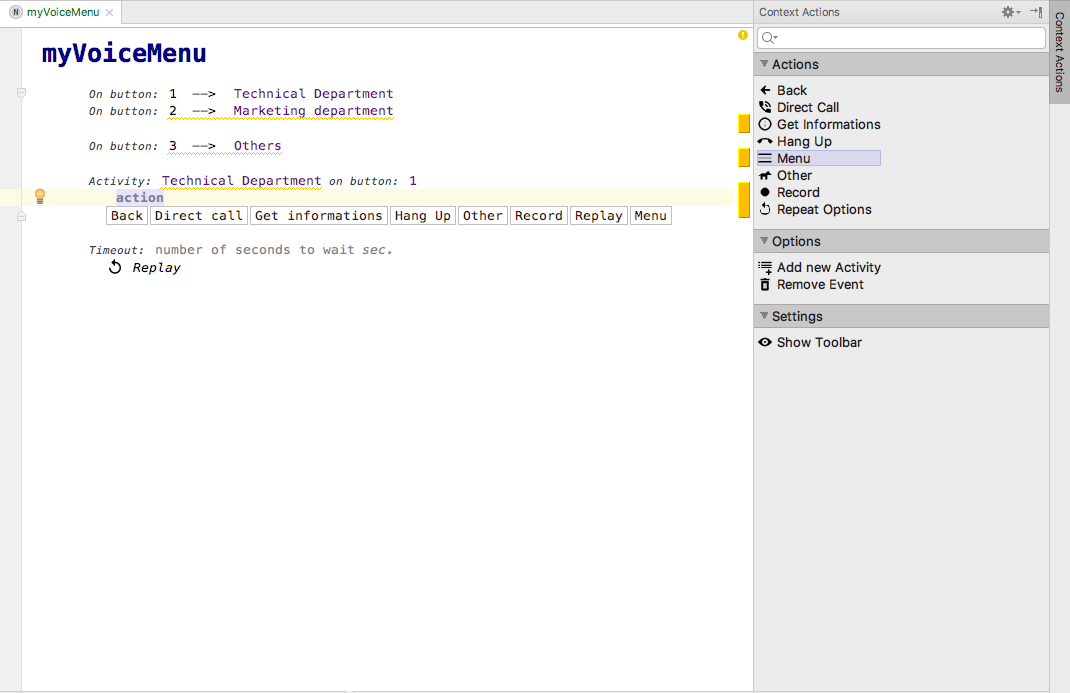 N myVoiceMenu
myVoiceMenu
On button: 1 ——> Technical Department
On button: 2 ——> Marketing department
On button: 3 ——> Others
Activity: Technical Department on button: 1
action
Back Direct call Get informations Hang Up Other Record Replay Menu
Timeout: number of seconds to wait sec.
Replay
Context Actions
Actions
Back
Direct Call
Get Informations
Hang Up
Menu
Other
Record
Repeat Options
Options
Add new Activity
Remove Event
Settings
Show Toolbar
Context Actions